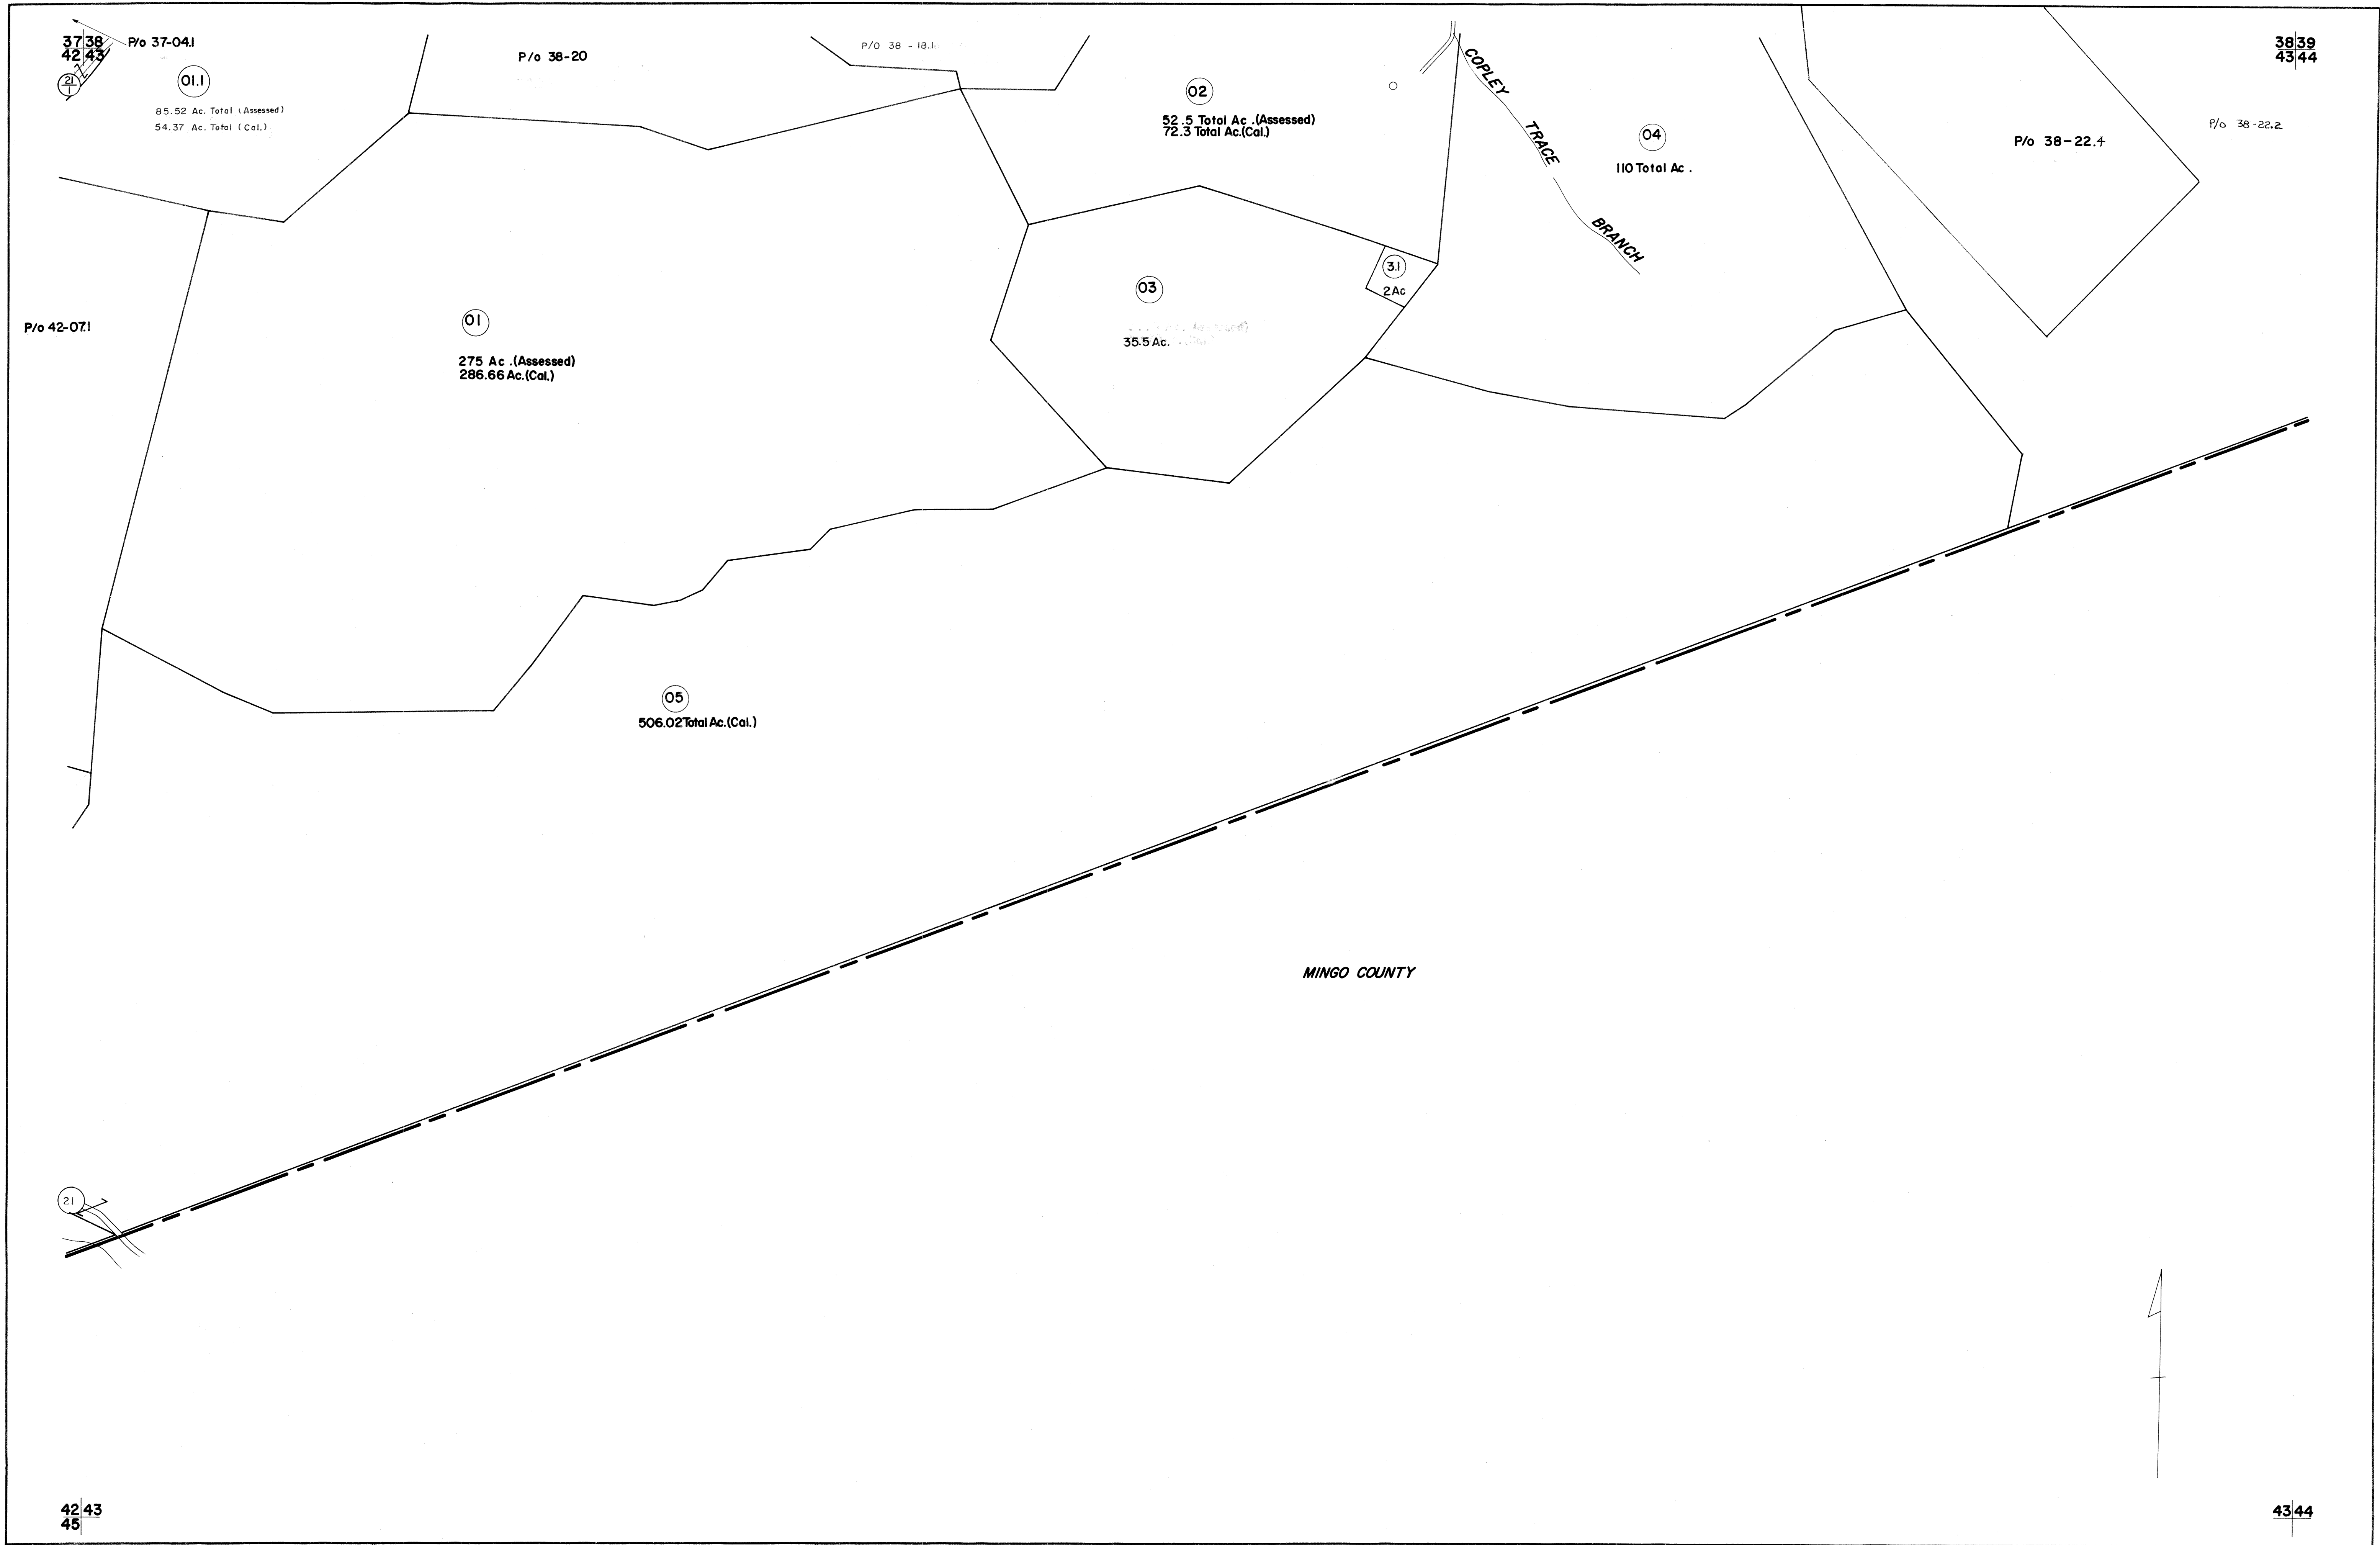 37 38
42 43
P/o 37-04.1
21
1
01.1
85.52 Ac. Total (Assessed)
54.37 Ac. Total (Cal.)
P/o 38-20
P/O 38 - 18.1
02
52.5 Total Ac .(Assessed)
72.3 Total Ac.(Cal.)
COPLEY
TRACE
BRANCH
04
110 Total Ac .
P/o 38-22.4
P/o 38-22.2
38 39
43 44
P/o 42-07.1
01
275 Ac .(Assessed)
286.66 Ac.(Cal.)
03
35.5 Ac.
3.1
2 Ac
05
506.02 Total Ac.(Cal.)
MINGO COUNTY
21
42 43
45
43 44